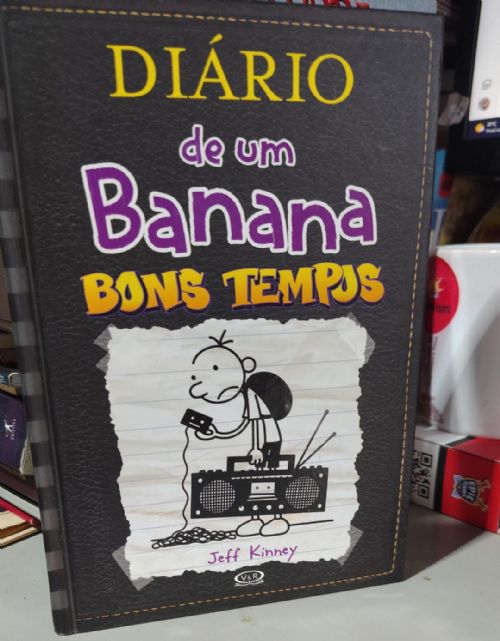 DIÁRIO
de um
Banana
BONS TEMPOS
Jeff Kinney
V&R